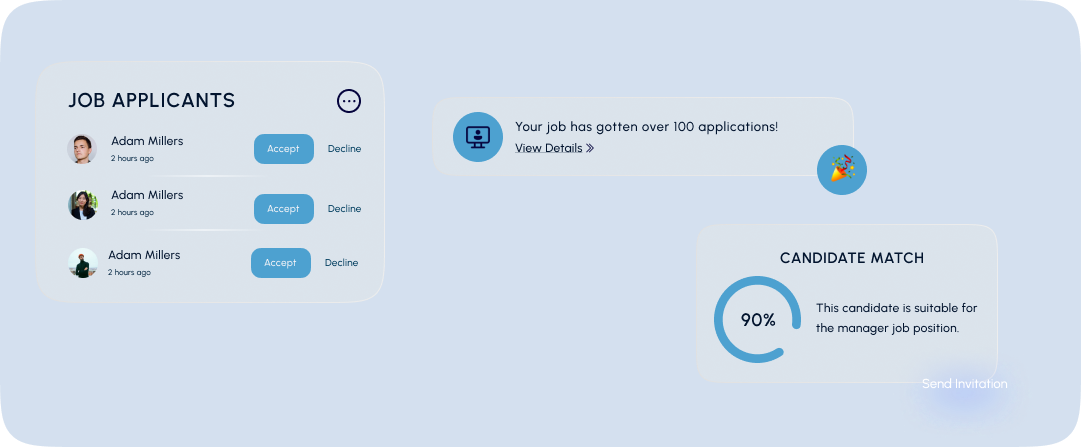 JOB APPLICANTS
Adam Millers
2 hours ago
Accept
Decline
Adam Millers
2 hours ago
Accept
Decline
Adam Millers
2 hours ago
Accept
Decline
Your job has gotten over 100 applications!
View Details
CANDIDATE MATCH
90%
This candidate is suitable for
the manager job position.
Send Invitation